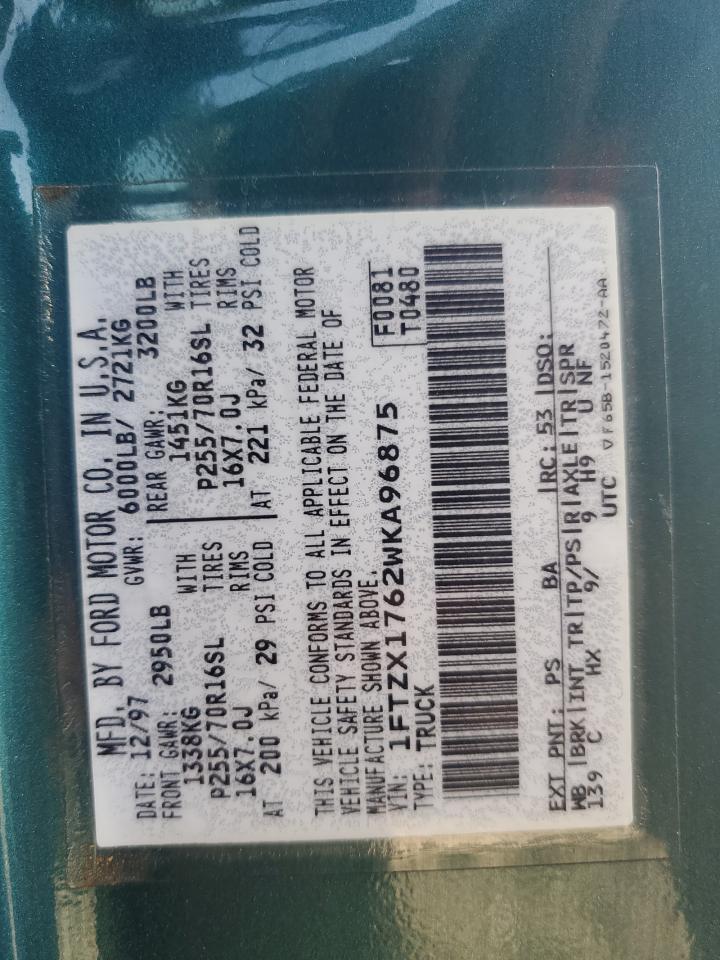 MFD. BY FORD MOTOR CO. IN U.S.A.
DATE: 12/97 GVWR: 6000LB/ 2721KG
FRONT GAWR: 2950LB REAR GAWR: 3200LB
1338KG WITH 1451KG WITH
P255/70R16SL TIRES P255/70R16SL TIRES
16X7.0J RIMS 16X7.0J RIMS
AT 200 kPa/ 29 PSI COLD AT 221 kPa/ 32 PSI COLD
THIS VEHICLE CONFORMS TO ALL APPLICABLE FEDERAL MOTOR
VEHICLE SAFETY STANDARDS IN EFFECT ON THE DATE OF
MANUFACTURE SHOWN ABOVE.
VIN: 1FTZX1762WKA96875 F0081
TYPE: TRUCK T0480
EXT PNT: PS BA RC: 53 DSO:
WB BRK INT TR TP/PS R AXLE TR SPR
139 C HX 9/ 9 H9 U NF
UTC ▽ F65B-1520472-AA